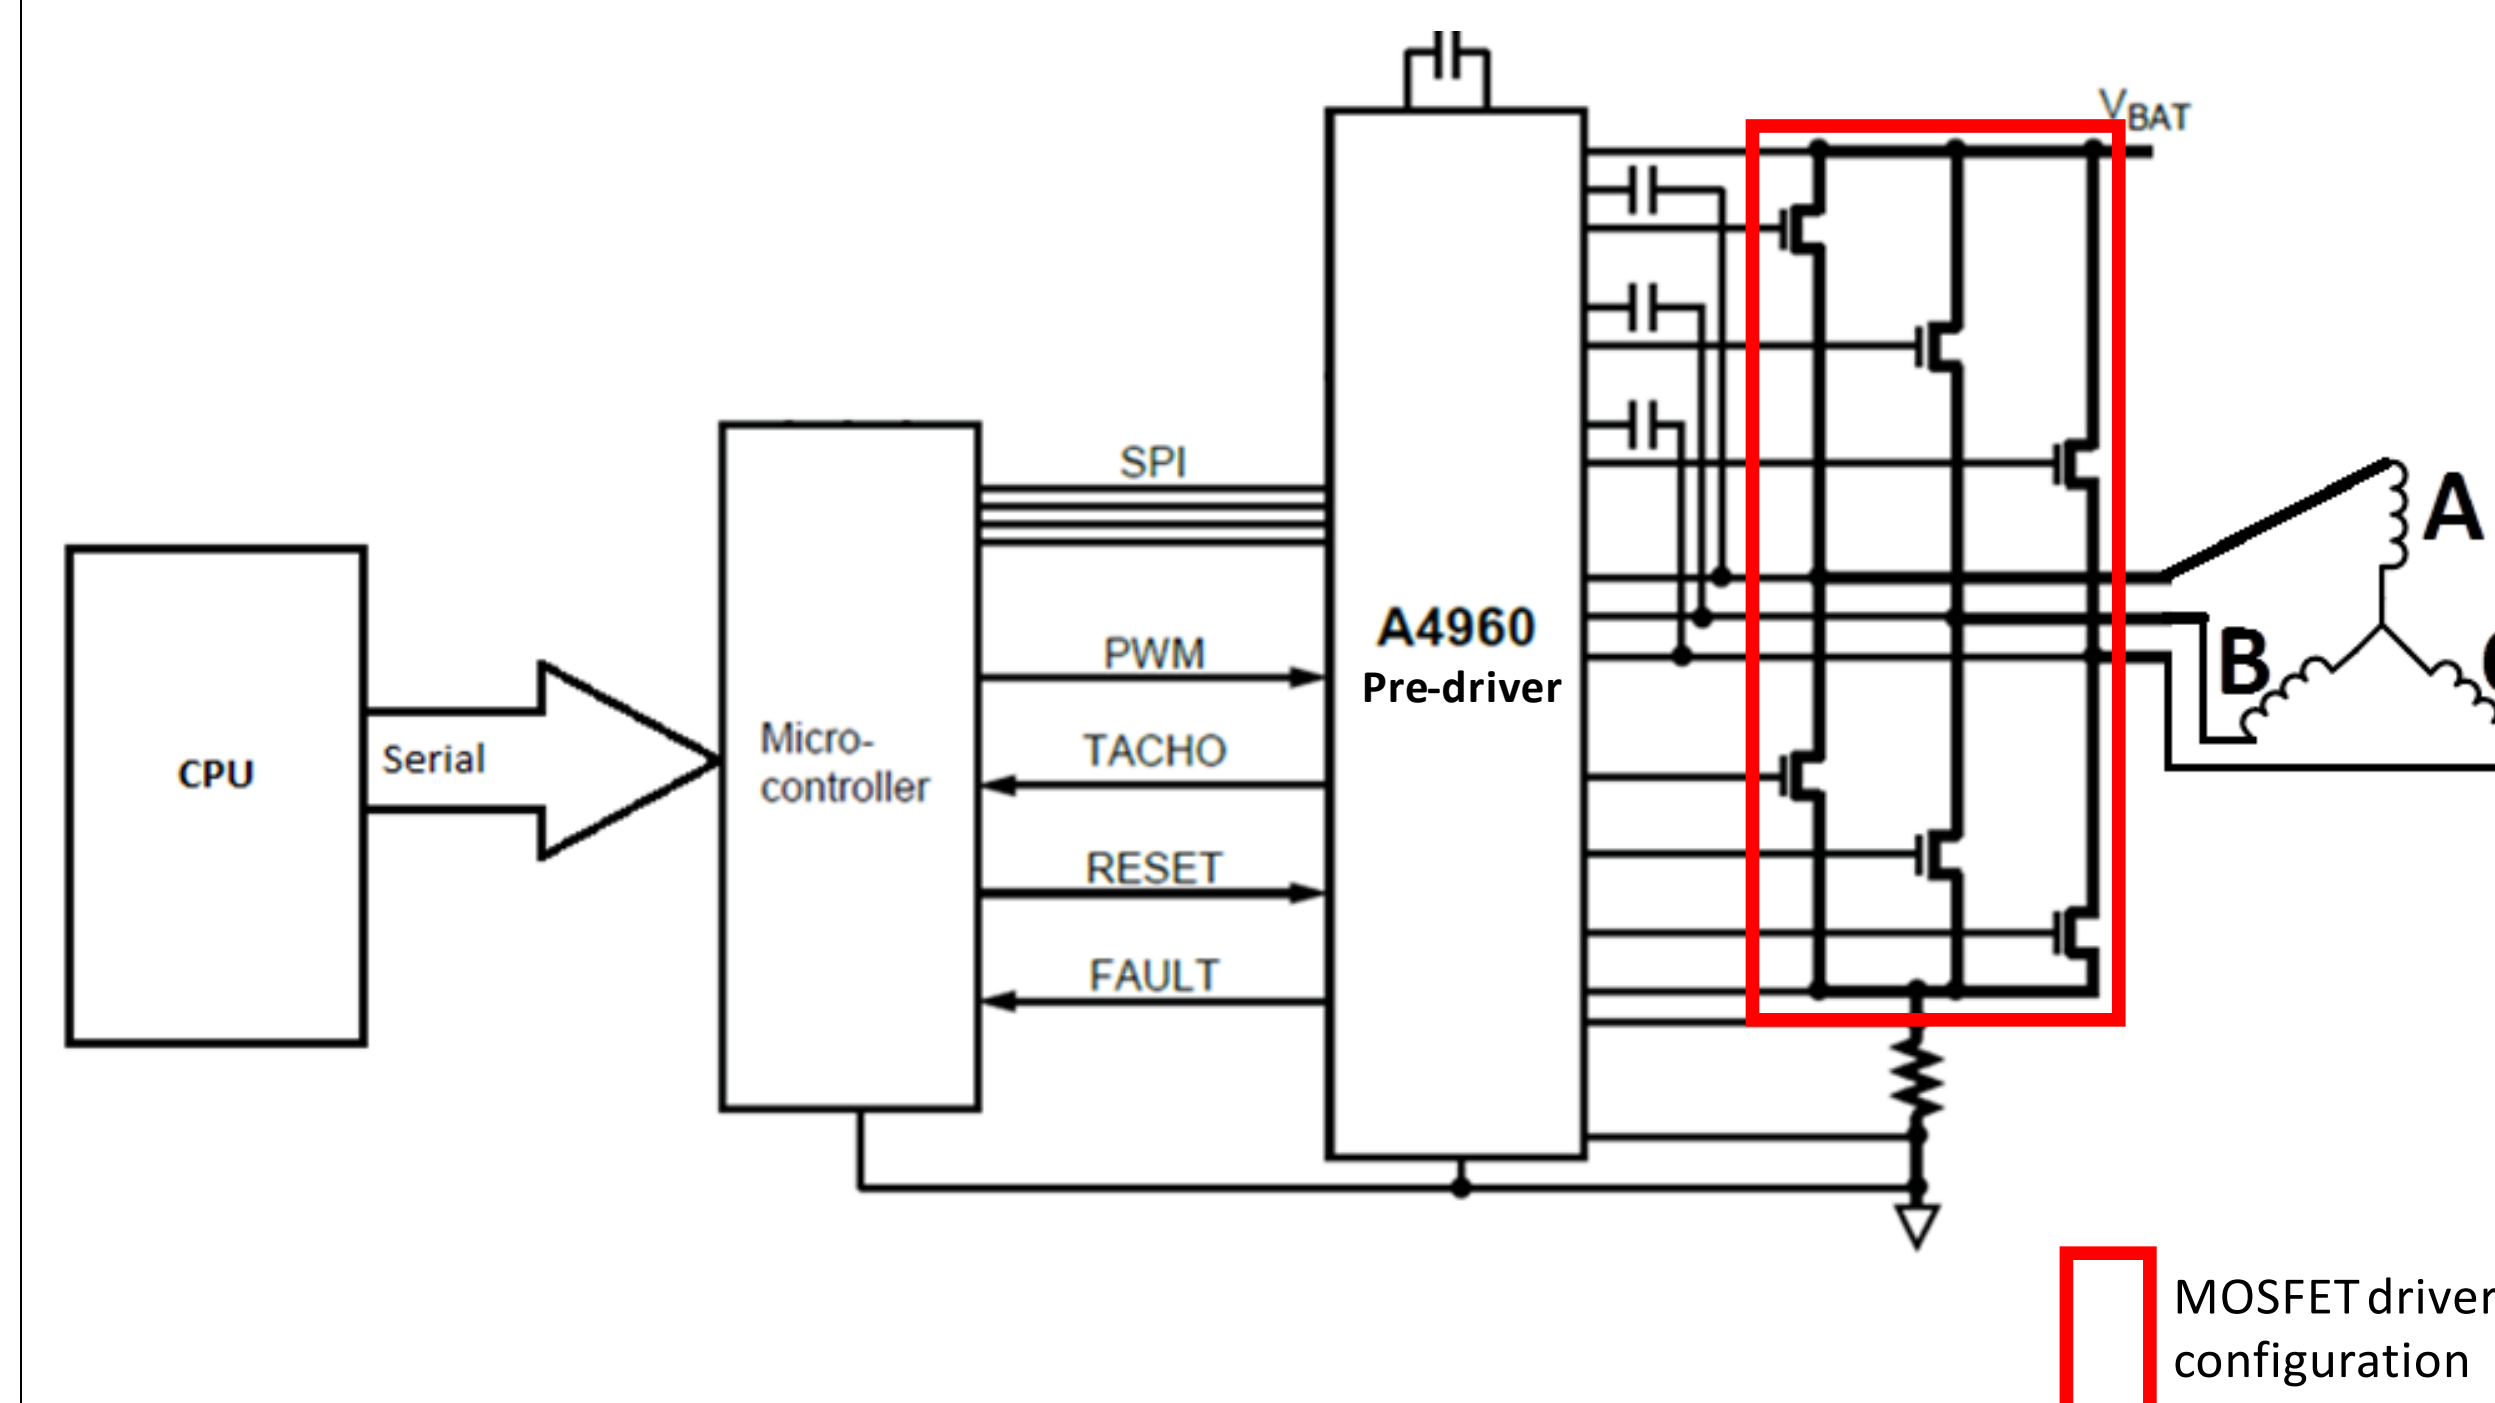 VBAT
SPI
A
A4960
Pre-driver
B
PWM
CPU
Serial
Micro-
controller
TACHO
RESET
FAULT
MOSFET driver
configuration